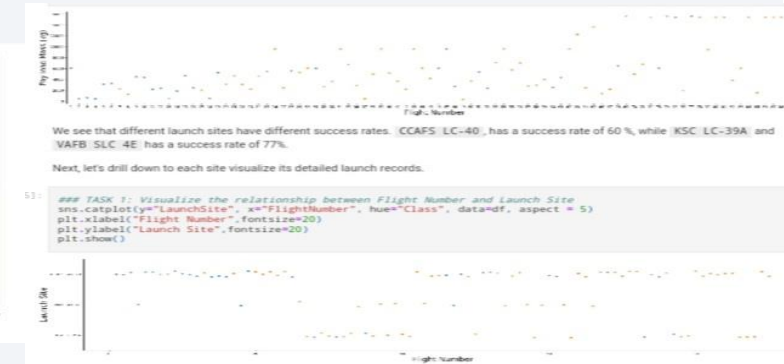 Flight Number
We see that different launch sites have different success rates. CCAFS LC-40 , has a success rate of 60 %, while KSC LC-39A and
VAFB SLC 4E has a success rate of 77%.
Next, let's drill down to each site visualize its detailed launch records.
### TASK 1: Visualize the relationship between Flight Number and Launch Site
sns.catplot(y="LaunchSite", x="FlightNumber", hue="Class", data=df, aspect = 5)
plt.xlabel("Flight Number",fontsize=20)
plt.ylabel("Launch Site",fontsize=20)
plt.show()
Launch Site
Flight Number